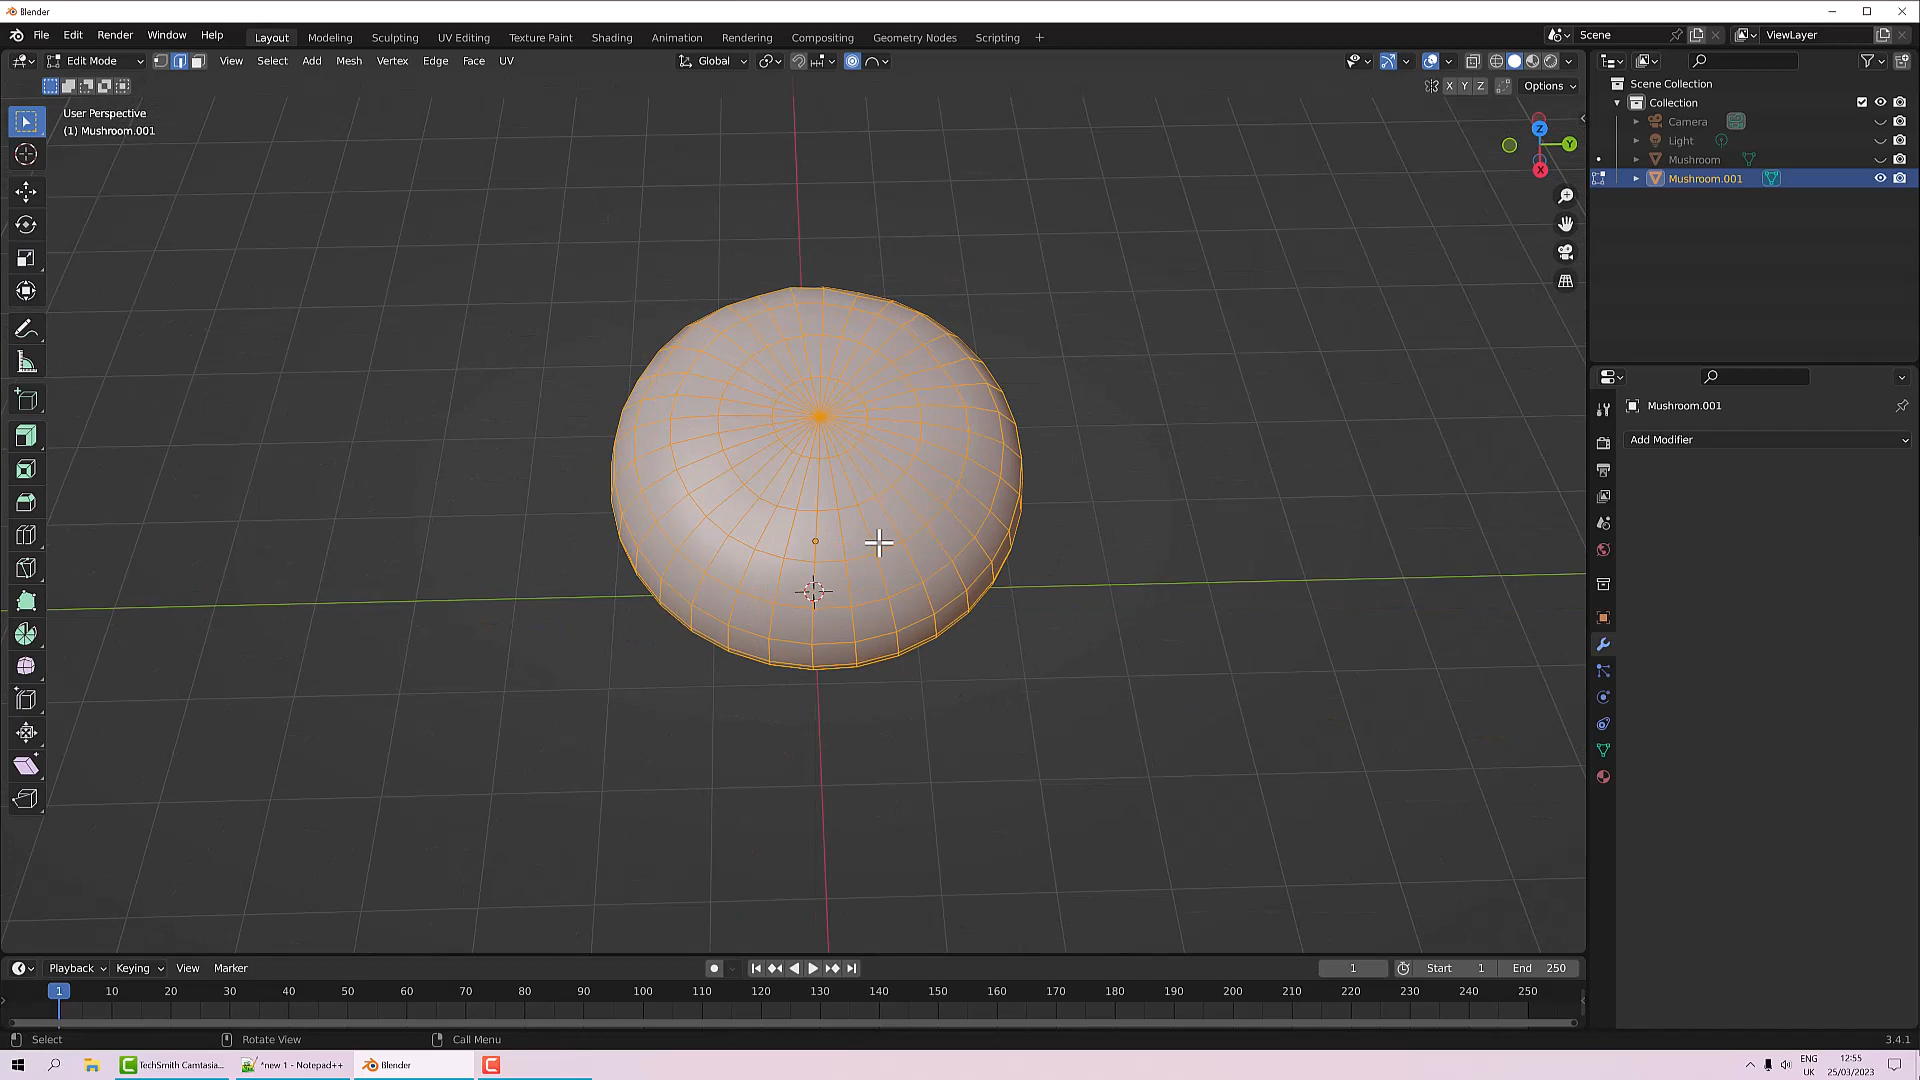 Blender
File Edit Render Window Help Layout Modeling Sculpting UV Editing Texture Paint Shading Animation Rendering Compositing Geometry Nodes Scripting + Scene ViewLayer
Edit Mode View Select Add Mesh Vertex Edge Face UV Global
X Y Z Options
User Perspective
(1) Mushroom.001
Z
Y
X
Scene Collection
Collection
Camera
Light
Mushroom
Mushroom.001
Mushroom.001
Add Modifier
Playback Keying View Marker 1 Start 1 End 250
1 10 20 30 40 50 60 70 80 90 100 110 120 130 140 150 160 170 180 190 200 210 220 230 240 250
Select Rotate View Call Menu 3.4.1
TechSmith Camtasia... *new 1 - Notepad++ Blender
ENG
UK
12:55
25/03/2023